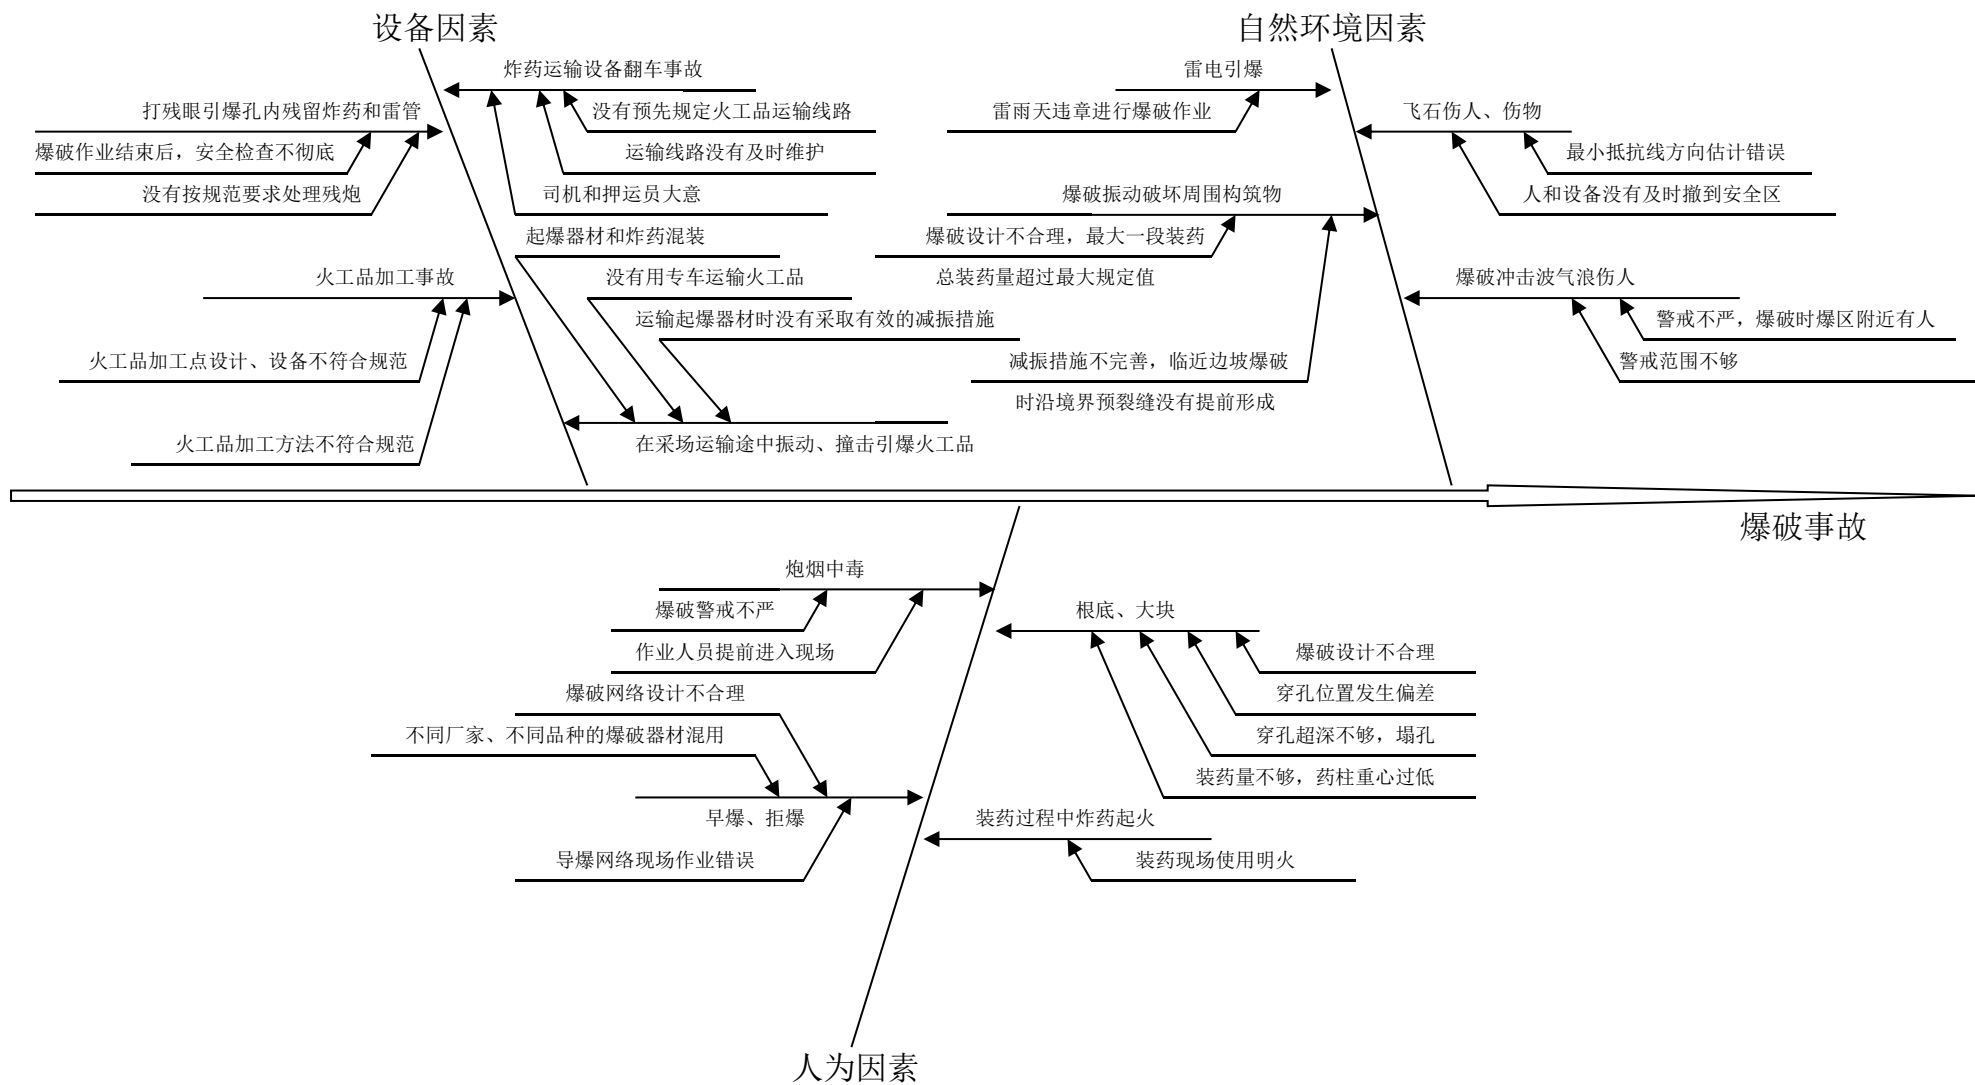 设备因素
自然环境因素
炸药运输设备翻车事故
雷电引爆
打残眼引爆孔内残留炸药和雷管
没有预先规定火工品运输线路
雷雨天违章进行爆破作业
飞石伤人、伤物
爆破作业结束后，安全检查不彻底
运输线路没有及时维护
最小抵抗线方向估计错误
没有按规范要求处理残炮
司机和押运员大意
爆破振动破坏周围构筑物
人和设备没有及时撤到安全区
起爆器材和炸药混装
爆破设计不合理，最大一段装药
火工品加工事故
没有用专车运输火工品
总装药量超过最大规定值
爆破冲击波气浪伤人
运输起爆器材时没有采取有效的减振措施
警戒不严，爆破时爆区附近有人
火工品加工点设计、设备不符合规范
减振措施不完善，临近边坡爆破
警戒范围不够
时沿境界预裂缝没有提前形成
火工品加工方法不符合规范
在采场运输途中振动、撞击引爆火工品
爆破事故
炮烟中毒
爆破警戒不严
根底、大块
作业人员提前进入现场
爆破设计不合理
爆破网络设计不合理
穿孔位置发生偏差
不同厂家、不同品种的爆破器材混用
穿孔超深不够，塌孔
装药量不够，药柱重心过低
早爆、拒爆
装药过程中炸药起火
导爆网络现场作业错误
装药现场使用明火
人为因素